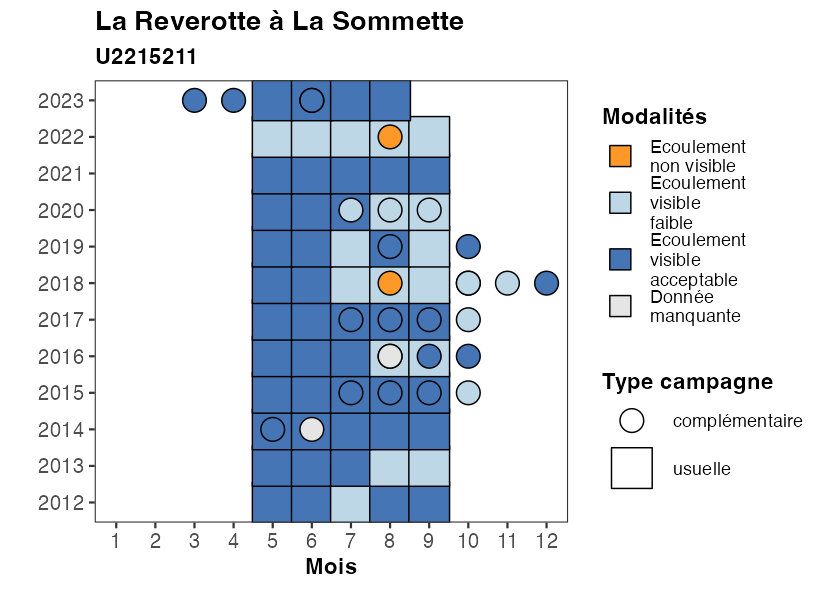 La Reverotte à La Sommette
U2215211
2023
2022
2021
2020
2019
2018
2017
2016
2015
2014
2013
2012
1 2 3 4 5 6 7 8 9 10 11 12
Mois
Modalités
Ecoulement
non visible
Ecoulement
visible
faible
Ecoulement
visible
acceptable
Donnée
manquante
Type campagne
complémentaire
usuelle